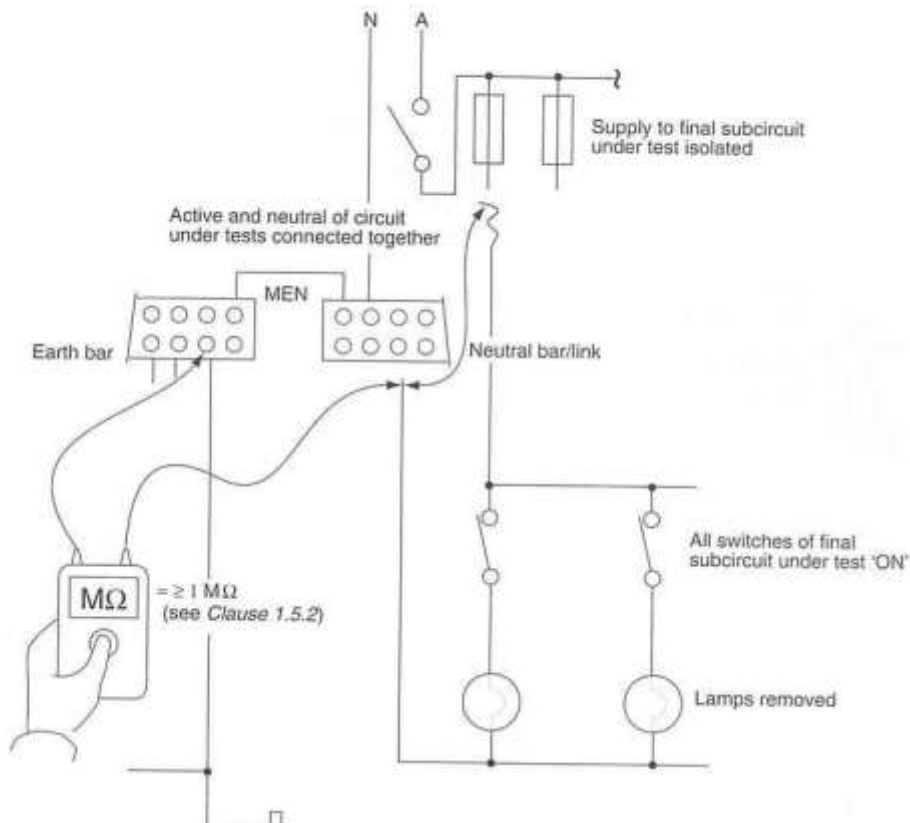 N A
Supply to final subcircuit
under test isolated
Active and neutral of circuit
under tests connected together
MEN
Earth bar
Neutral bar/link
MΩ
= ≥ 1 MΩ
(see Clause 1.5.2)
All switches of final
subcircuit under test 'ON'
Lamps removed